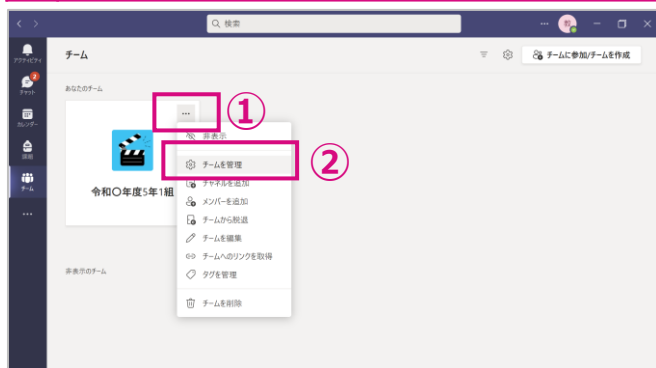 検索
アクティビティ
2
チャット
カレンダー
課題
チーム
チーム
チームに参加/チームを作成
あなたのチーム
令和〇年度5年1組
①
非表示
②
チームを管理
チャネルを追加
メンバーを追加
チームから脱退
チームを編集
チームへのリンクを取得
タグを管理
チームを削除
非表示のチーム